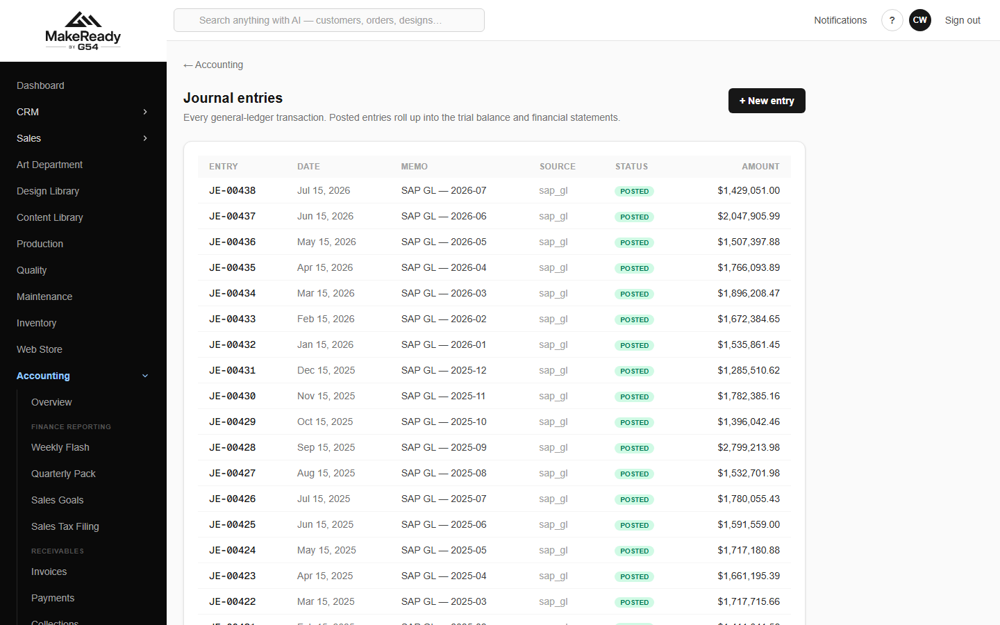 MakeReady
BY G54
Search anything with AI — customers, orders, designs...
Notifications
?
CW
Sign out
Dashboard
CRM
Sales
Art Department
Design Library
Content Library
Production
Quality
Maintenance
Inventory
Web Store
Accounting
Overview
FINANCE REPORTING
Weekly Flash
Quarterly Pack
Sales Goals
Sales Tax Filing
RECEIVABLES
Invoices
Payments
Collections
← Accounting
Journal entries
+ New entry
Every general-ledger transaction. Posted entries roll up into the trial balance and financial statements.
ENTRY DATE MEMO SOURCE STATUS AMOUNT
JE-00438 Jul 15, 2026 SAP GL — 2026-07 sap_gl POSTED $1,429,051.00
JE-00437 Jun 15, 2026 SAP GL — 2026-06 sap_gl POSTED $2,047,905.99
JE-00436 May 15, 2026 SAP GL — 2026-05 sap_gl POSTED $1,507,397.88
JE-00435 Apr 15, 2026 SAP GL — 2026-04 sap_gl POSTED $1,766,093.89
JE-00434 Mar 15, 2026 SAP GL — 2026-03 sap_gl POSTED $1,896,208.47
JE-00433 Feb 15, 2026 SAP GL — 2026-02 sap_gl POSTED $1,672,384.65
JE-00432 Jan 15, 2026 SAP GL — 2026-01 sap_gl POSTED $1,535,861.45
JE-00431 Dec 15, 2025 SAP GL — 2025-12 sap_gl POSTED $1,285,510.62
JE-00430 Nov 15, 2025 SAP GL — 2025-11 sap_gl POSTED $1,782,385.16
JE-00429 Oct 15, 2025 SAP GL — 2025-10 sap_gl POSTED $1,396,042.46
JE-00428 Sep 15, 2025 SAP GL — 2025-09 sap_gl POSTED $2,799,213.98
JE-00427 Aug 15, 2025 SAP GL — 2025-08 sap_gl POSTED $1,532,701.98
JE-00426 Jul 15, 2025 SAP GL — 2025-07 sap_gl POSTED $1,780,055.43
JE-00425 Jun 15, 2025 SAP GL — 2025-06 sap_gl POSTED $1,591,559.00
JE-00424 May 15, 2025 SAP GL — 2025-05 sap_gl POSTED $1,717,180.88
JE-00423 Apr 15, 2025 SAP GL — 2025-04 sap_gl POSTED $1,661,195.39
JE-00422 Mar 15, 2025 SAP GL — 2025-03 sap_gl POSTED $1,717,715.66